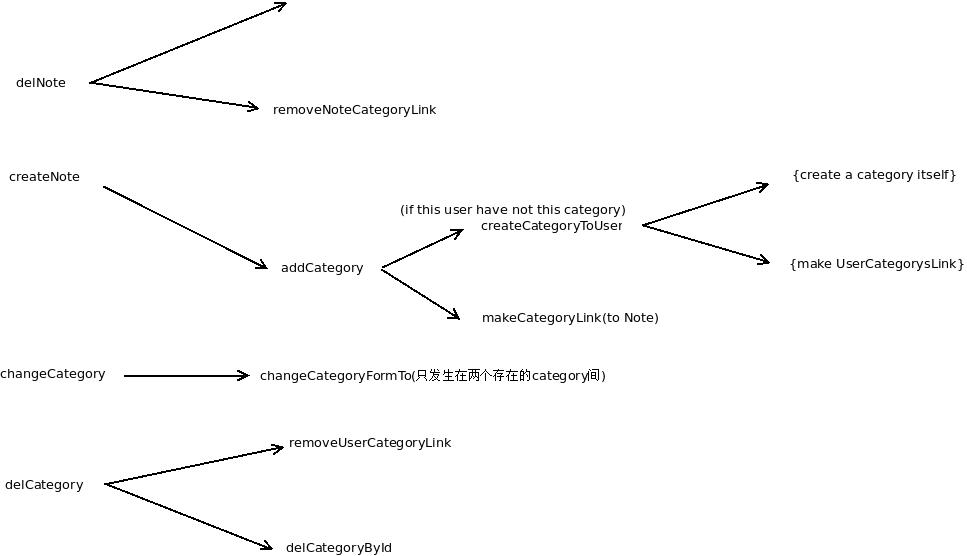 delNote
removeNoteCategoryLink
createNote
{create a category itself}
(if this user have not this category)
createCategoryToUser
addCategory
{make UserCategorysLink}
makeCategoryLink(to Note)
changeCategory
changeCategoryFormTo(只发生在两个存在的category间)
removeUserCategoryLink
delCategory
delCategoryById